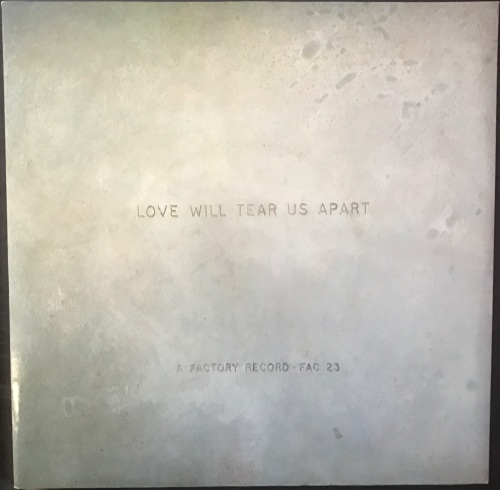 LOVE WILL TEAR US APART
A FACTORY RECORD-FAC 23